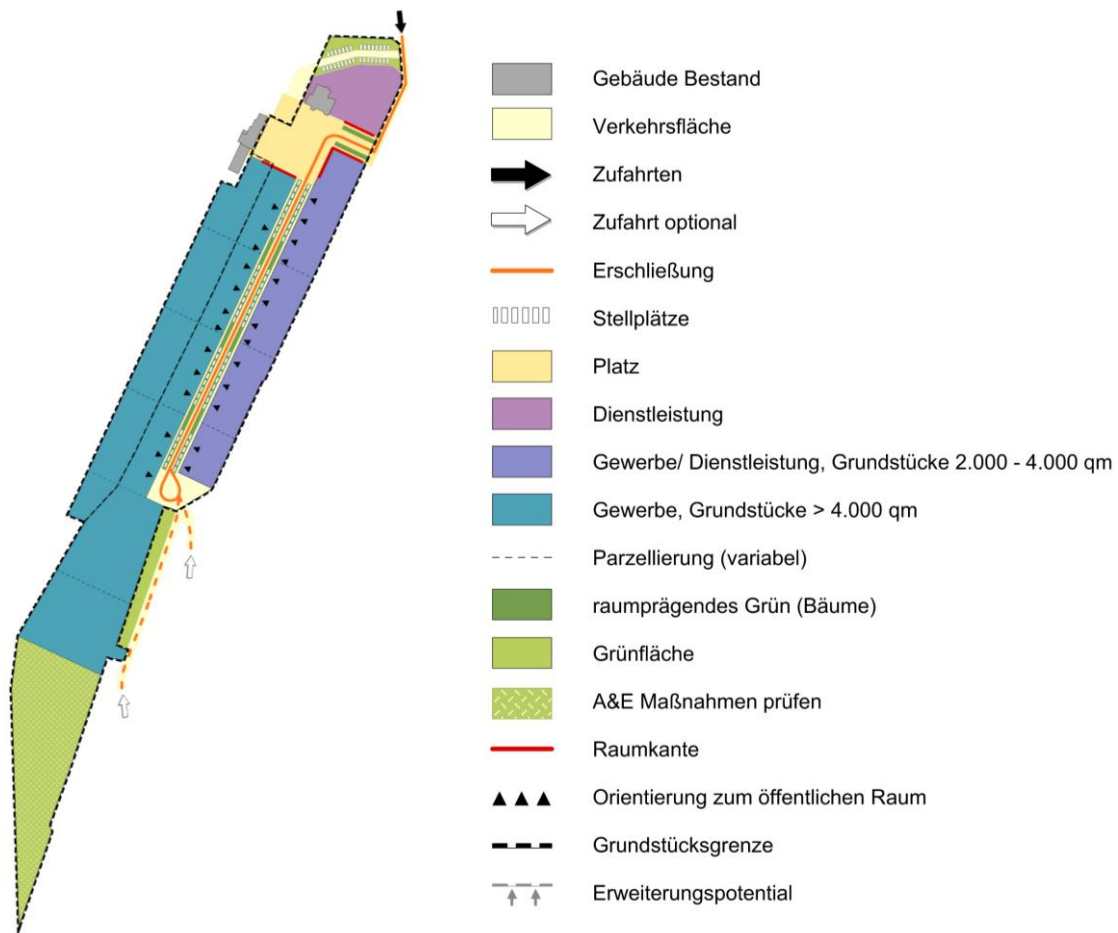 Gebäude Bestand
Verkehrsfläche
Zufahrten
Zufahrt optional
Erschließung
Stellplätze
Platz
Dienstleistung
Gewerbe/ Dienstleistung, Grundstücke 2.000 - 4.000 qm
Gewerbe, Grundstücke > 4.000 qm
Parzellierung (variabel)
raumprägendes Grün (Bäume)
Grünfläche
A&E Maßnahmen prüfen
Raumkante
Orientierung zum öffentlichen Raum
Grundstücksgrenze
Erweiterungspotential